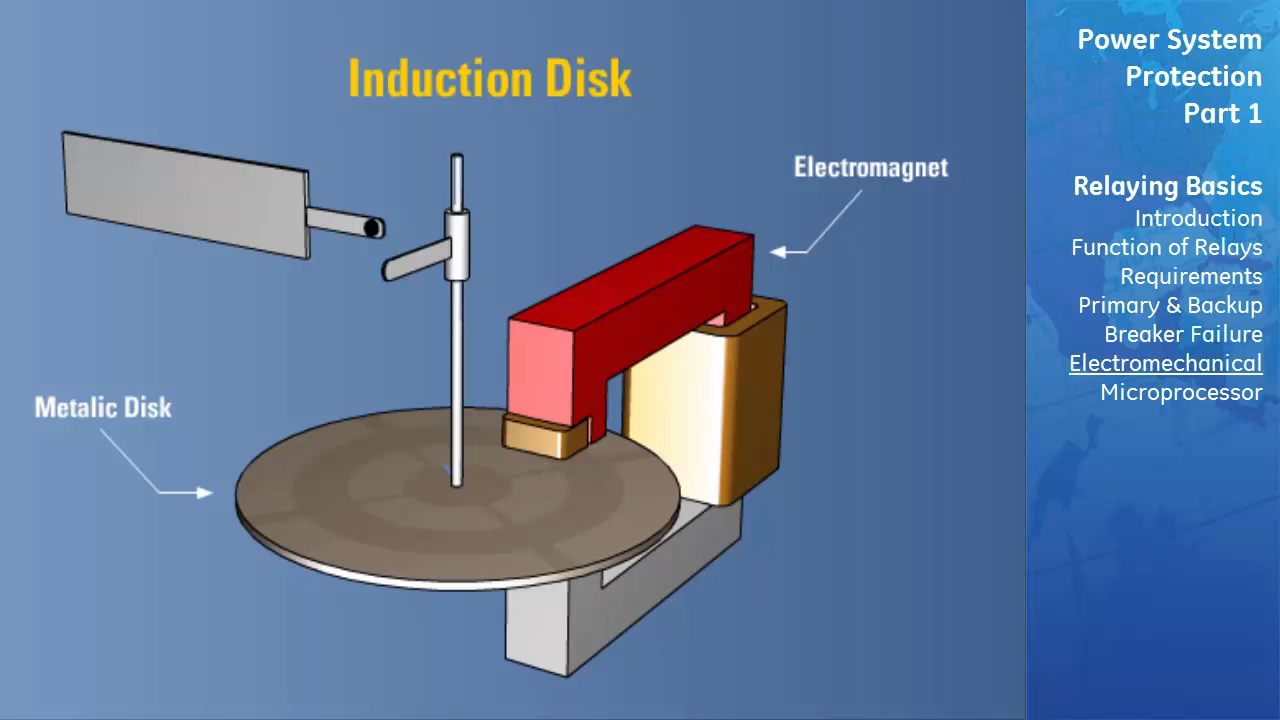 Induction Disk
Electromagnet
Metalic Disk
Power System
Protection
Part 1
Relaying Basics
Introduction
Function of Relays
Requirements
Primary & Backup
Breaker Failure
Electromechanical
Microprocessor